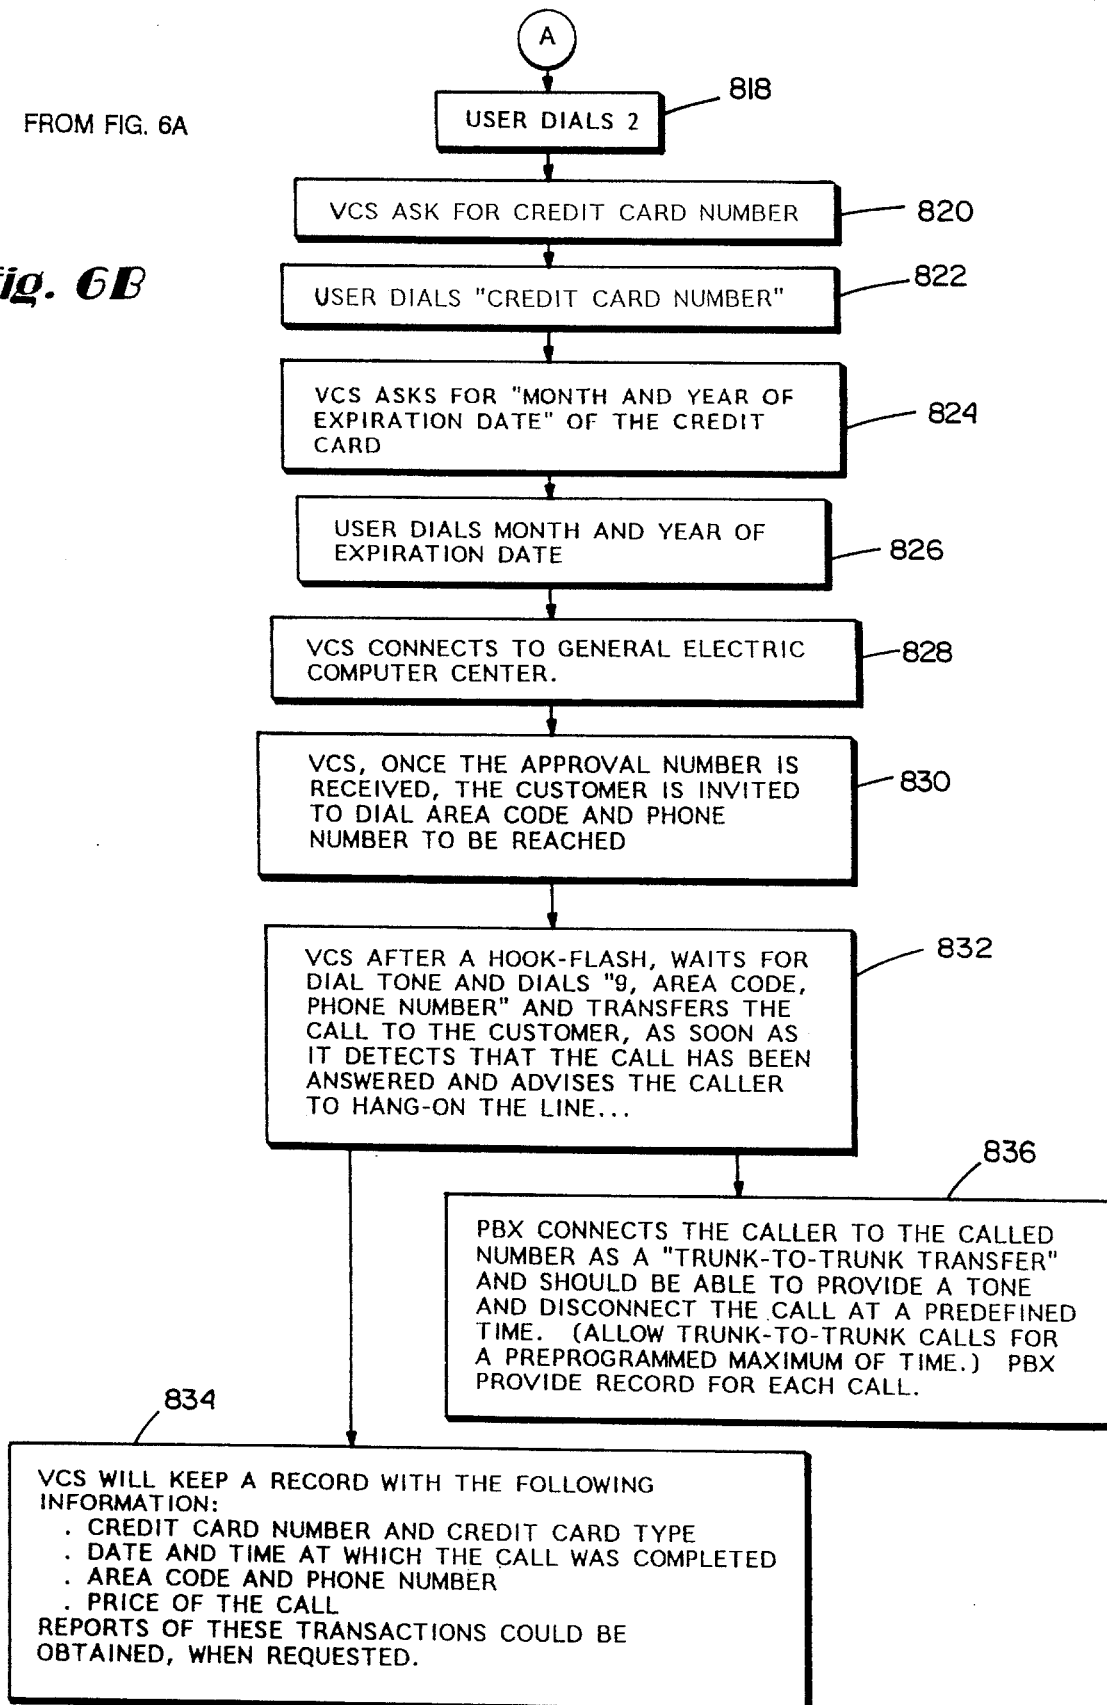 A
818
FROM FIG. 6A
USER DIALS 2
VCS ASK FOR CREDIT CARD NUMBER
820
ig. 6B
822
USER DIALS "CREDIT CARD NUMBER"
VCS ASKS FOR "MONTH AND YEAR OF
EXPIRATION DATE" OF THE CREDIT
CARD
824
USER DIALS MONTH AND YEAR OF
EXPIRATION DATE
826
VCS CONNECTS TO GENERAL ELECTRIC
COMPUTER CENTER.
828
VCS, ONCE THE APPROVAL NUMBER IS
RECEIVED, THE CUSTOMER IS INVITED
TO DIAL AREA CODE AND PHONE
NUMBER TO BE REACHED
830
832
VCS AFTER A HOOK-FLASH, WAITS FOR
DIAL TONE AND DIALS "9, AREA CODE,
PHONE NUMBER" AND TRANSFERS THE
CALL TO THE CUSTOMER, AS SOON AS
IT DETECTS THAT THE CALL HAS BEEN
ANSWERED AND ADVISES THE CALLER
TO HANG-ON THE LINE...
836
PBX CONNECTS THE CALLER TO THE CALLED
NUMBER AS A "TRUNK-TO-TRUNK TRANSFER"
AND SHOULD BE ABLE TO PROVIDE A TONE
AND DISCONNECT THE CALL AT A PREDEFINED
TIME. (ALLOW TRUNK-TO-TRUNK CALLS FOR
A PREPROGRAMMED MAXIMUM OF TIME.) PBX
PROVIDE RECORD FOR EACH CALL.
834
VCS WILL KEEP A RECORD WITH THE FOLLOWING
INFORMATION:
. CREDIT CARD NUMBER AND CREDIT CARD TYPE
. DATE AND TIME AT WHICH THE CALL WAS COMPLETED
. AREA CODE AND PHONE NUMBER
. PRICE OF THE CALL
REPORTS OF THESE TRANSACTIONS COULD BE
OBTAINED, WHEN REQUESTED.